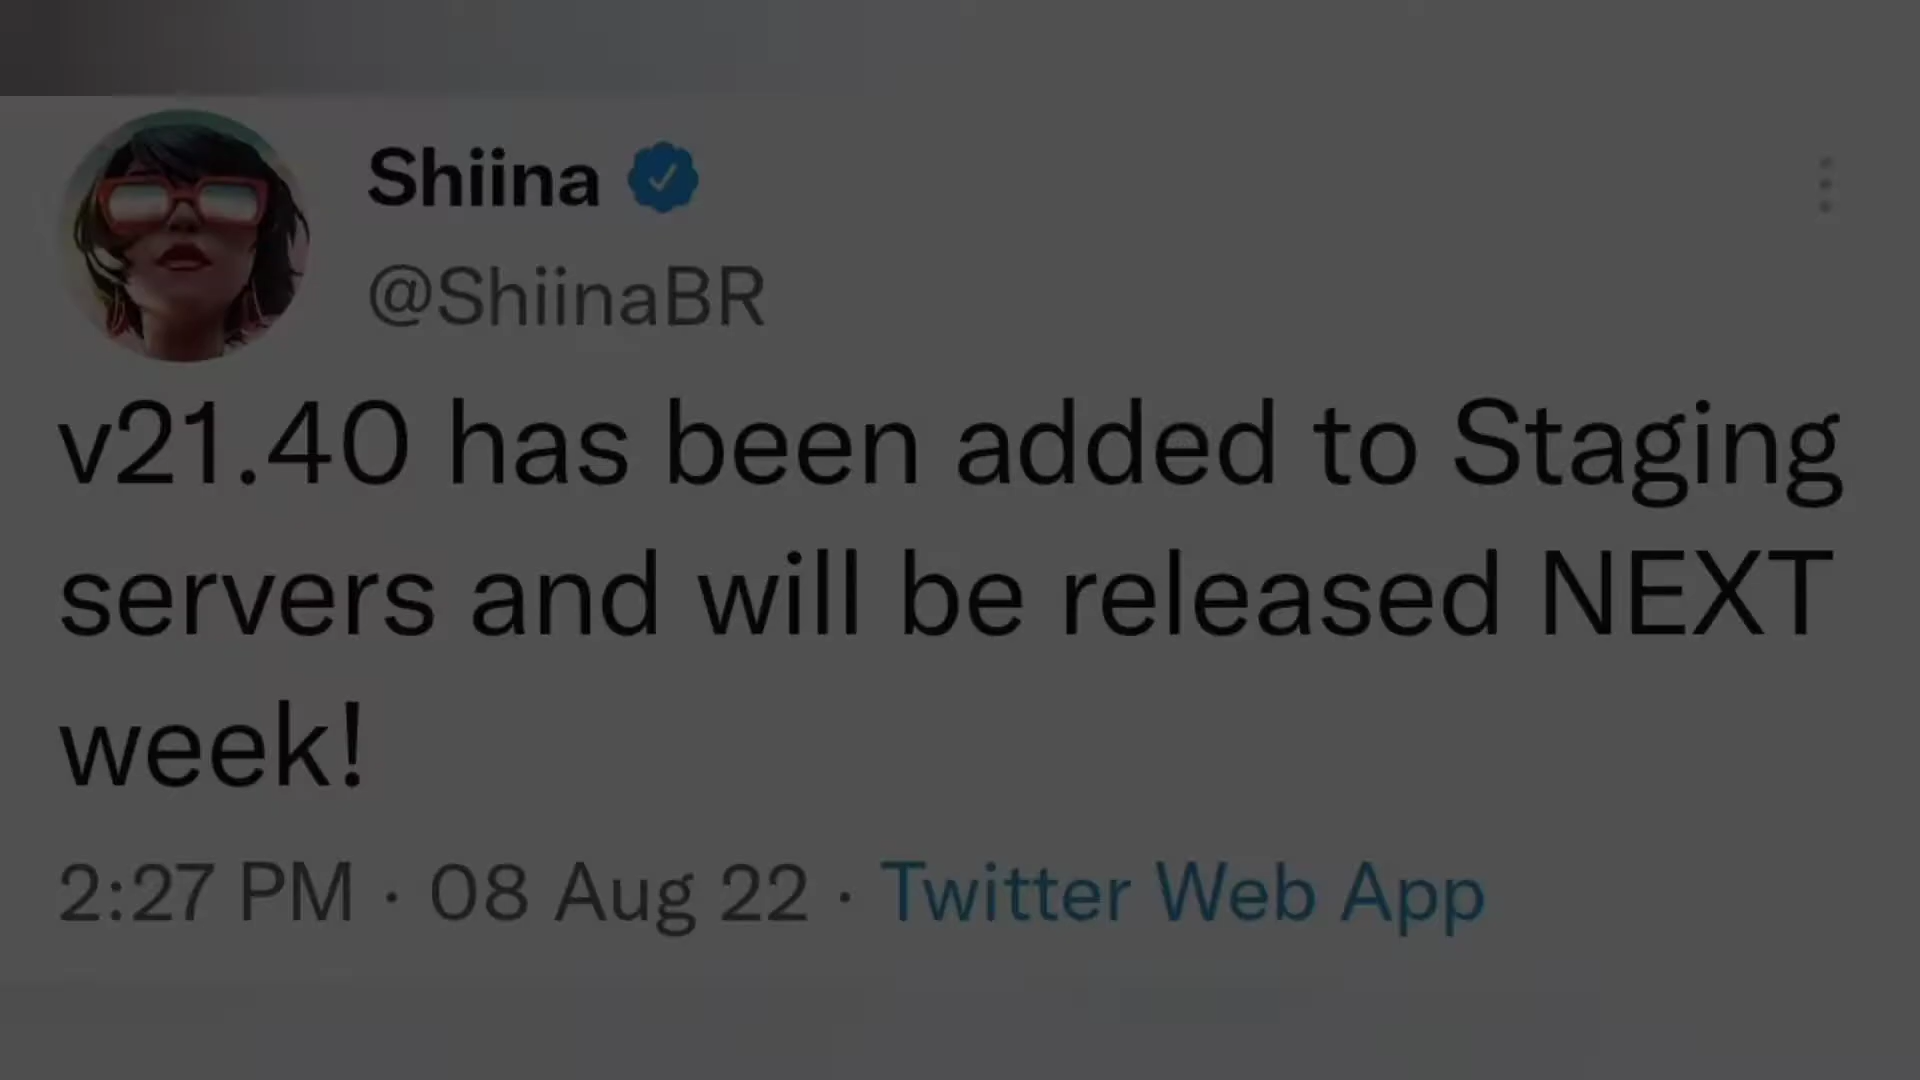 Shiina
@ShiinaBR
v21.40 has been added to Staging
servers and will be released NEXT
week!
2:27 PM · 08 Aug 22 · Twitter Web App